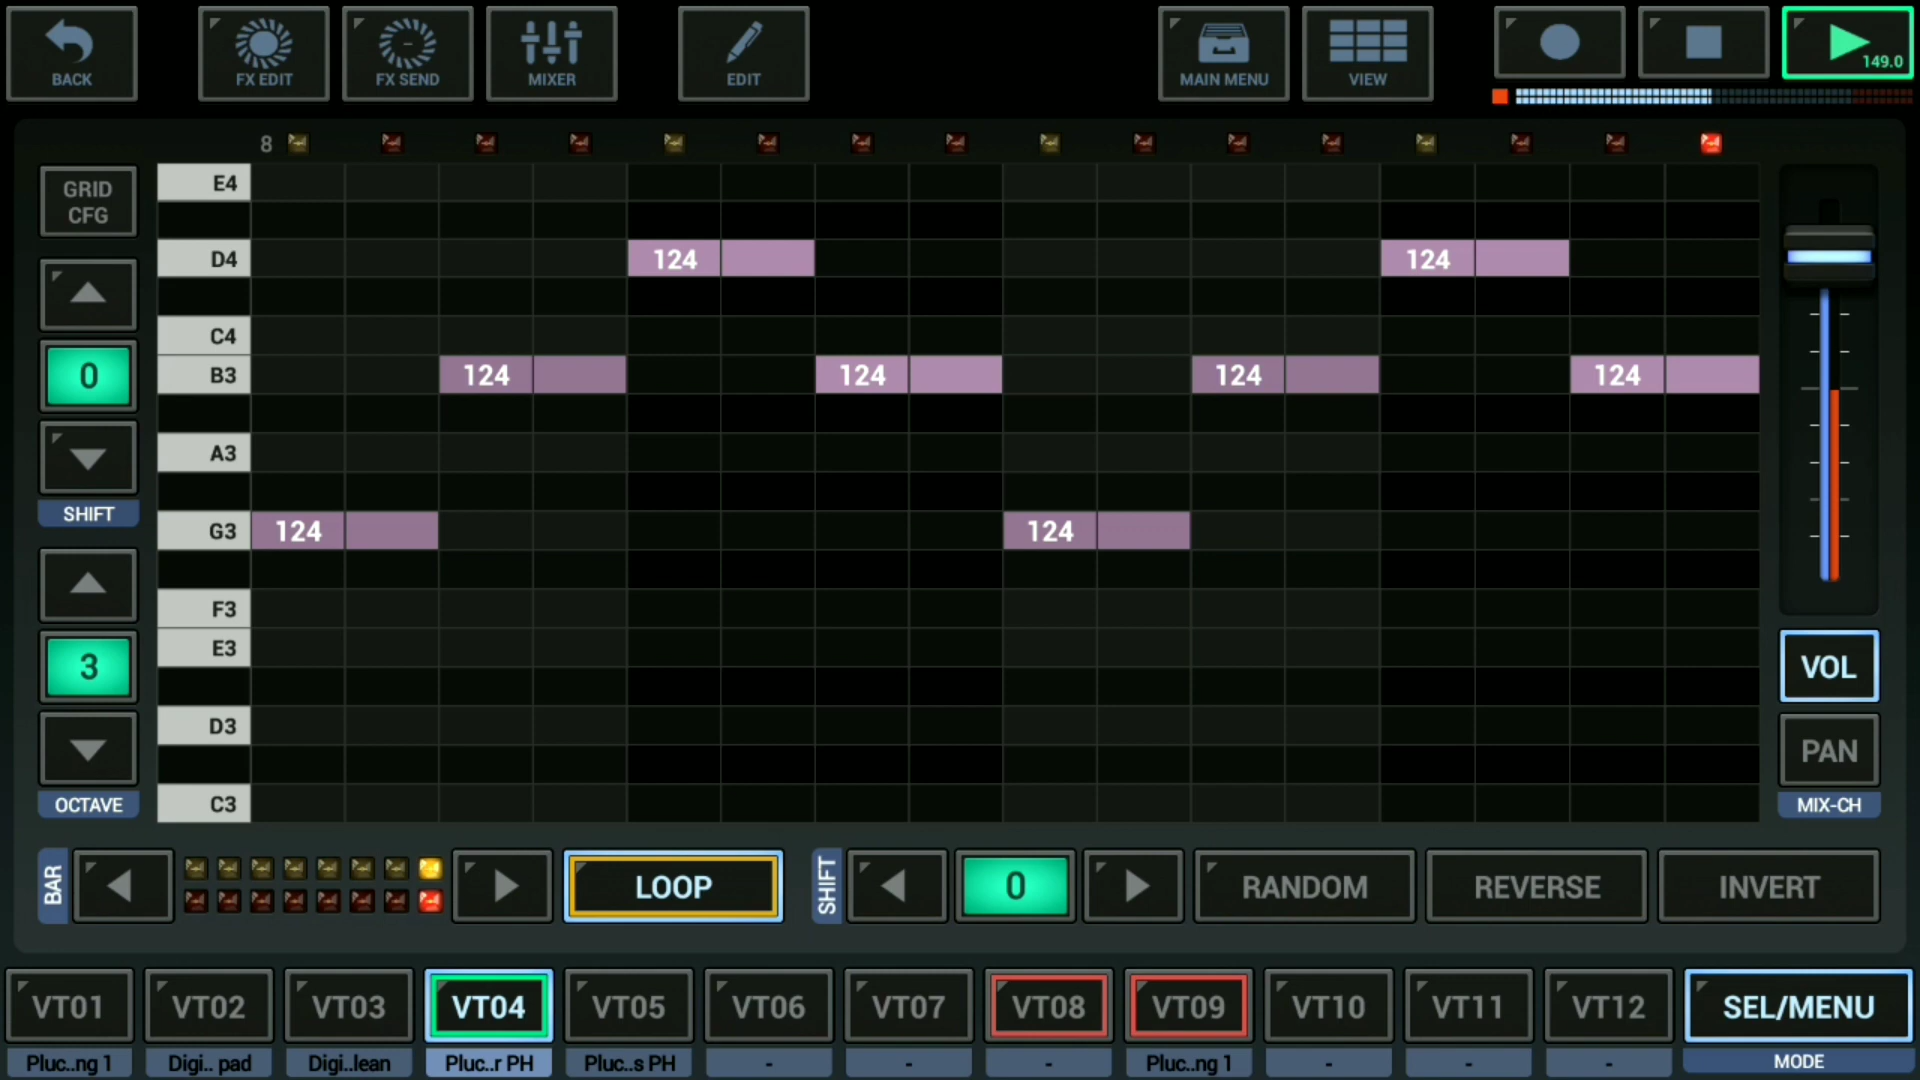 BACK
FX EDIT
FX SEND
MIXER
EDIT
MAIN MENU
VIEW
149.0
8
GRID
CFG
E4
D4
124 124
C4
0
B3
124 124 124 124
A3
SHIFT
G3
124 124
F3
E3
3
VOL
D3
PAN
OCTAVE
C3
MIX-CH
BAR
LOOP
SHIFT
0
RANDOM
REVERSE
INVERT
VT01 VT02 VT03 VT04 VT05 VT06 VT07 VT08 VT09 VT10 VT11 VT12 SEL/MENU
Pluc..ng 1 Digi.. pad Digi..lean Pluc..r PH Pluc..s PH - - - Pluc..ng 1 - - - MODE